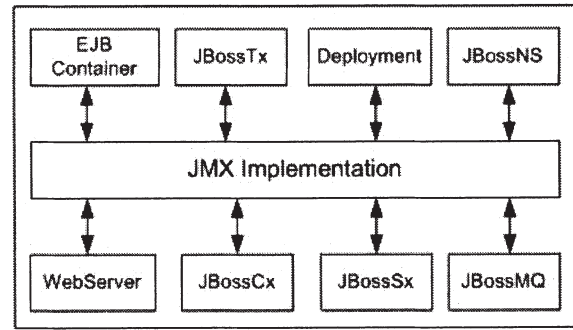 EJB
Container
JBossTx
Deployment
JBossNS
JMX Implementation
WebServer
JBossCx
JBossSx
JBossMQ